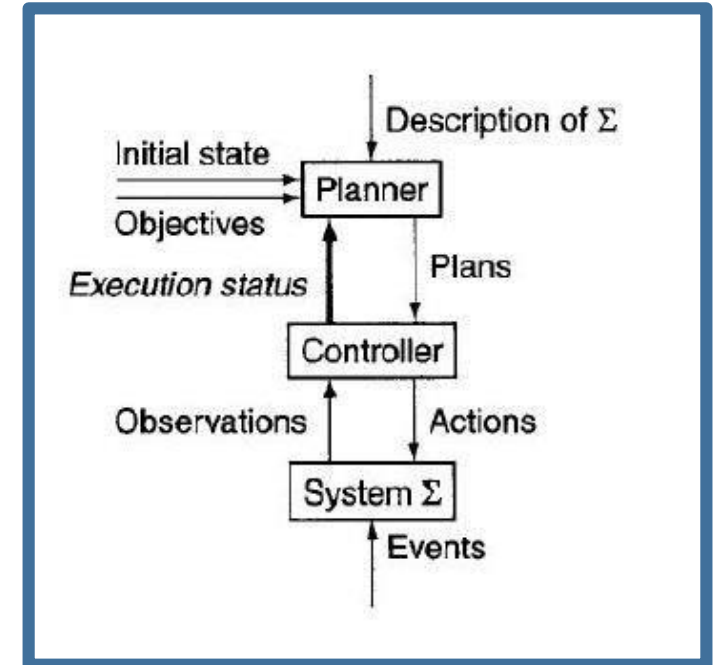 Description of Σ
Initial state
Planner
Objectives
Execution status
Plans
Controller
Observations
Actions
System Σ
Events